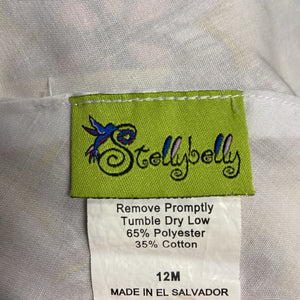 Stellybelly
Remove Promptly
Tumble Dry Low
65% Polyester
35% Cotton
12M
MADE IN EL SALVADOR